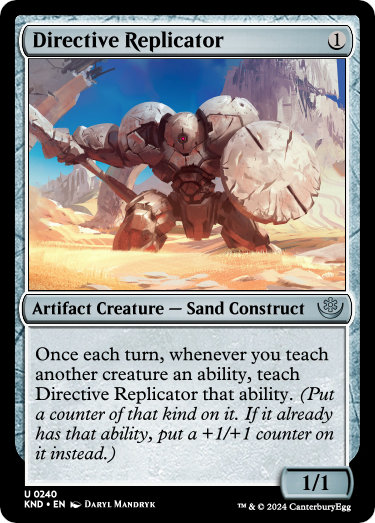 Directive Replicator 1
Artifact Creature — Sand Construct
Once each turn, whenever you teach
another creature an ability, teach
Directive Replicator that ability. (Put
a counter of that kind on it. If it already
has that ability, put a +1/+1 counter on
it instead.)
1/1
U 0240
KND • EN Daryl Mandryk
™ & © 2024 CanterburyEgg